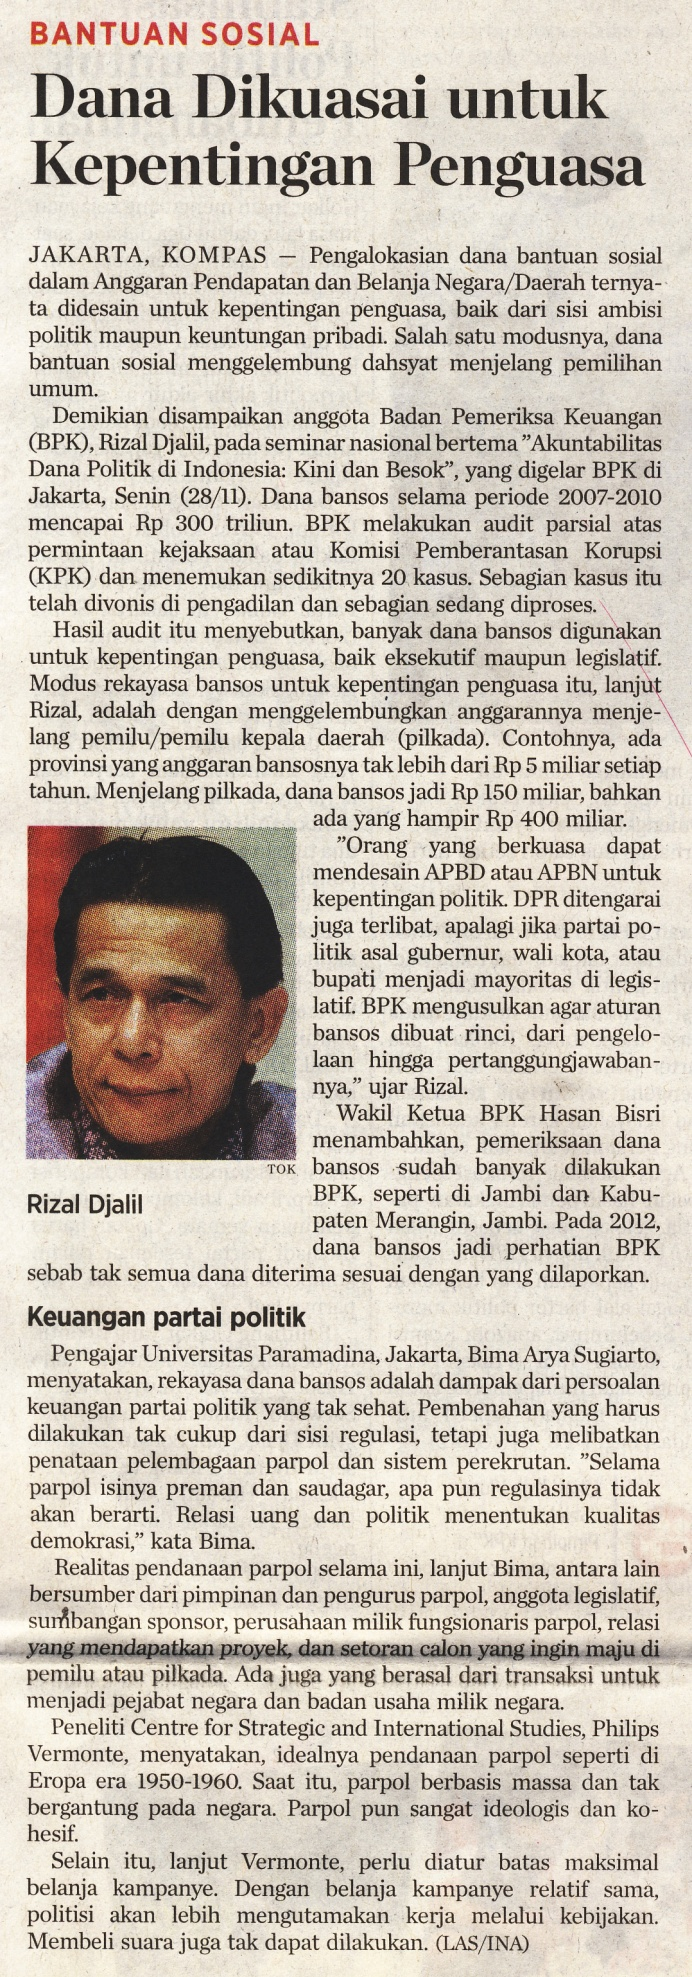 BANTUAN SOSIAL
Dana Dikuasai untuk
Kepentingan Penguasa
JAKARTA, KOMPAS — Pengalokasian dana bantuan sosial
dalam Anggaran Pendapatan dan Belanja Negara/Daerah ternya-
ta didesain untuk kepentingan penguasa, baik dari sisi ambisi
politik maupun keuntungan pribadi. Salah satu modusnya, dana
bantuan sosial menggelembung dahsyat menjelang pemilihan
umum.
Demikian disampaikan anggota Badan Pemeriksa Keuangan
(BPK), Rizal Djalil, pada seminar nasional bertema ”Akuntabilitas
Dana Politik di Indonesia: Kini dan Besok”, yang digelar BPK di
Jakarta, Senin (28/11). Dana bansos selama periode 2007-2010
mencapai Rp 300 triliun. BPK melakukan audit parsial atas
permintaan kejaksaan atau Komisi Pemberantasan Korupsi
(KPK) dan menemukan sedikitnya 20 kasus. Sebagian kasus itu
telah divonis di pengadilan dan sebagian sedang diproses.
Hasil audit itu menyebutkan, banyak dana bansos digunakan
untuk kepentingan penguasa, baik eksekutif maupun legislatif.
Modus rekayasa bansos untuk kepentingan penguasa itu, lanjut
Rizal, adalah dengan menggelembungkan anggarannya menje-
lang pemilu/pemilu kepala daerah (pilkada). Contohnya, ada
provinsi yang anggaran bansosnya tak lebih dari Rp 5 miliar setiap
tahun. Menjelang pilkada, dana bansos jadi Rp 150 miliar, bahkan
ada yang hampir Rp 400 miliar.
”Orang yang berkuasa dapat
mendesain APBD atau APBN untuk
kepentingan politik. DPR ditengarai
juga terlibat, apalagi jika partai po-
litik asal gubernur, wali kota, atau
bupati menjadi mayoritas di legis-
latif. BPK mengusulkan agar aturan
bansos dibuat rinci, dari pengelo-
laan hingga pertanggungjawaban-
nya,” ujar Rizal.
Wakil Ketua BPK Hasan Bisri
menambahkan, pemeriksaan dana
bansos sudah banyak dilakukan
BPK, seperti di Jambi dan Kabu-
paten Merangin, Jambi. Pada 2012,
dana bansos jadi perhatian BPK
TOK
Rizal Djalil
sebab tak semua dana diterima sesuai dengan yang dilaporkan.
Keuangan partai politik
Pengajar Universitas Paramadina, Jakarta, Bima Arya Sugiarto,
menyatakan, rekayasa dana bansos adalah dampak dari persoalan
keuangan partai politik yang tak sehat. Pembenahan yang harus
dilakukan tak cukup dari sisi regulasi, tetapi juga melibatkan
penataan pelembagaan parpol dan sistem perekrutan. ”Selama
parpol isinya preman dan saudagar, apa pun regulasinya tidak
akan berarti. Relasi uang dan politik menentukan kualitas
demokrasi,” kata Bima.
Realitas pendanaan parpol selama ini, lanjut Bima, antara lain
bersumber dari pimpinan dan pengurus parpol, anggota legislatif,
sumbangan sponsor, perusahaan milik fungsionaris parpol, relasi
yang mendapatkan proyek, dan setoran calon yang ingin maju di
pemilu atau pilkada. Ada juga yang berasal dari transaksi untuk
menjadi pejabat negara dan badan usaha milik negara.
Peneliti Centre for Strategic and International Studies, Philips
Vermonte, menyatakan, idealnya pendanaan parpol seperti di
Eropa era 1950-1960. Saat itu, parpol berbasis massa dan tak
bergantung pada negara. Parpol pun sangat ideologis dan ko-
hesif.
Selain itu, lanjut Vermonte, perlu diatur batas maksimal
belanja kampanye. Dengan belanja kampanye relatif sama,
politisi akan lebih mengutamakan kerja melalui kebijakan.
Membeli suara juga tak dapat dilakukan. (LAS/INA)